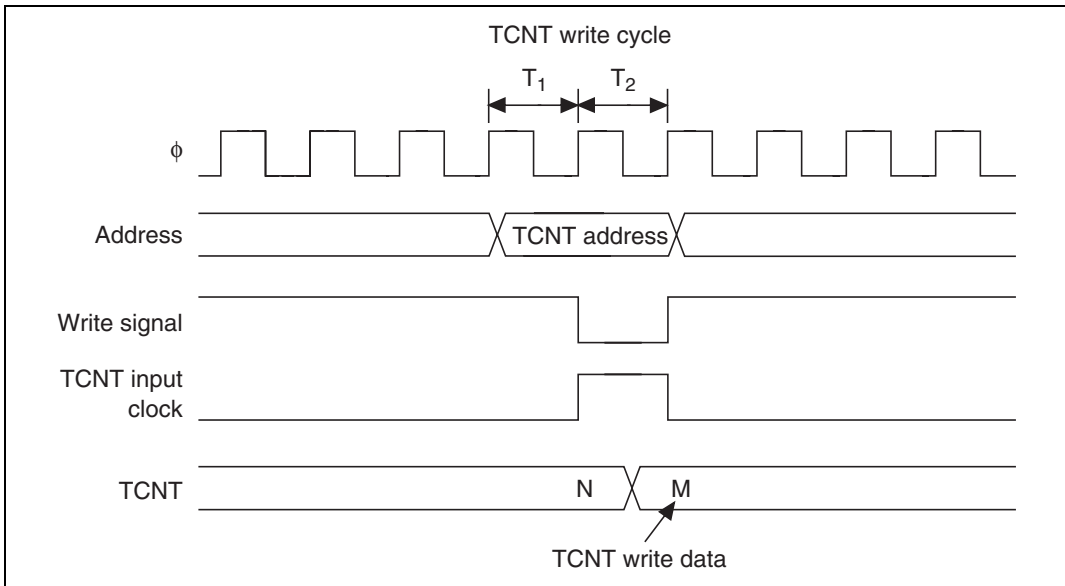 TCNT write cycle
T₁ T₂
ϕ
Address
TCNT address
Write signal
TCNT input
clock
TCNT
N M
TCNT write data